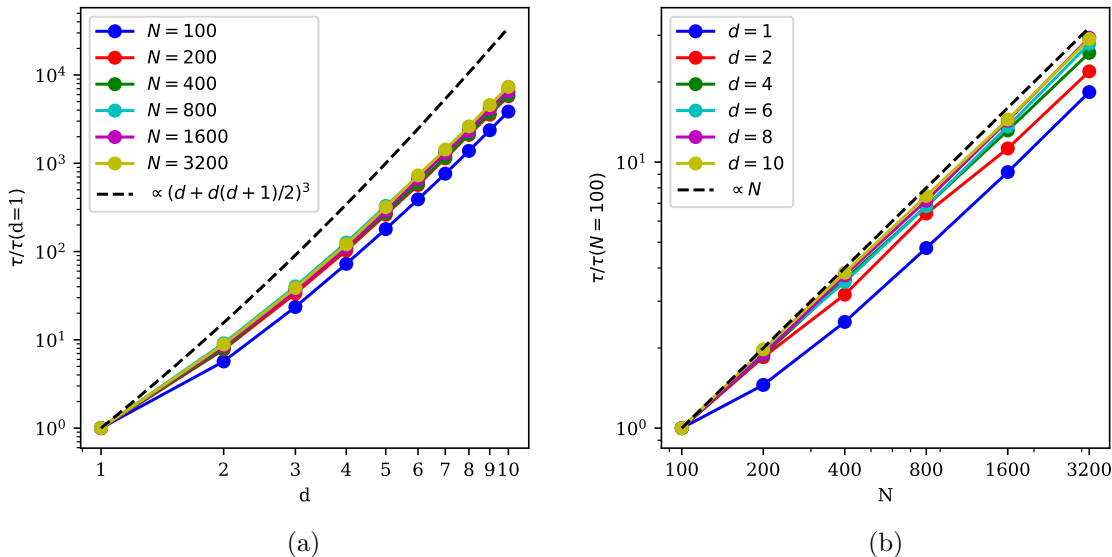 τ/τ(d=1)
10⁴
10³
10²
10¹
10⁰
N = 100
N = 200
N = 400
N = 800
N = 1600
N = 3200
∝ (d + d(d + 1)/2)³
1 2 3 4 5 6 7 8 9 10
d
(a)
τ/τ(N = 100)
10¹
10⁰
d = 1
d = 2
d = 4
d = 6
d = 8
d = 10
∝ N
100 200 400 800 1600 3200
N
(b)